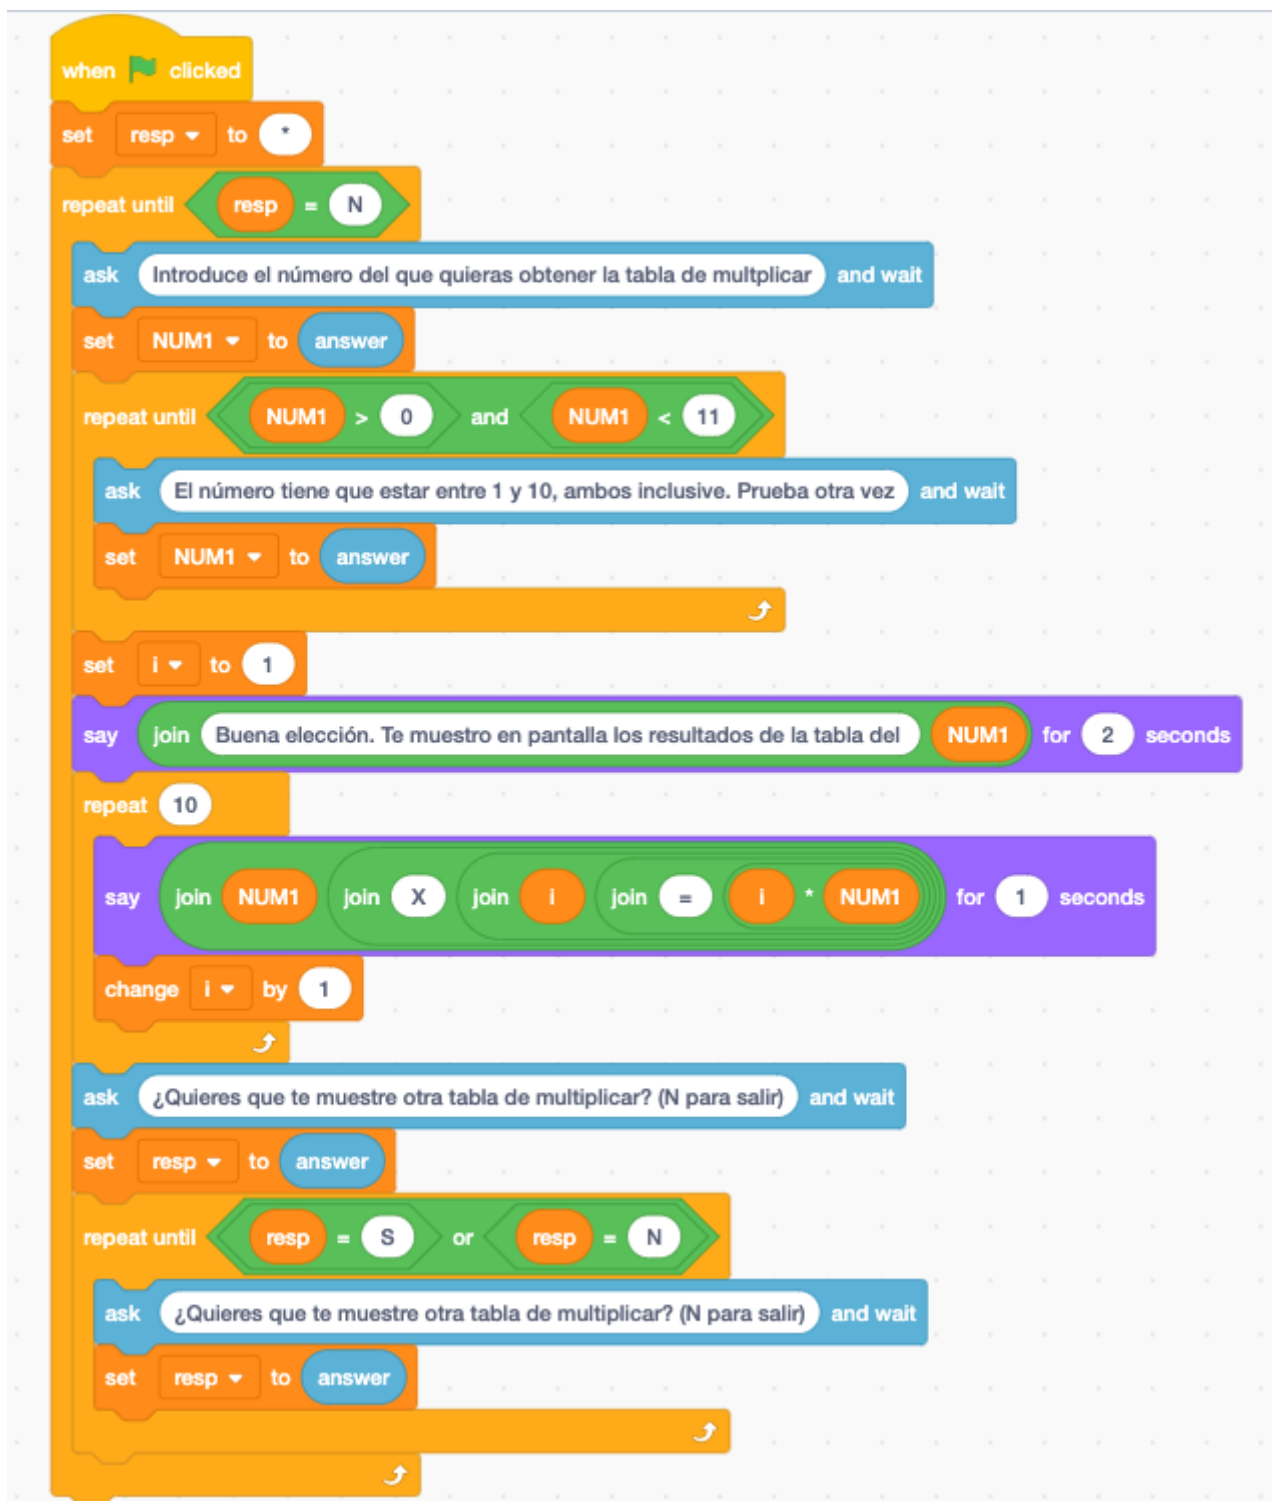 when clicked
set resp to *
repeat until resp = N
ask Introduce el número del que quieras obtener la tabla de multplicar and wait
set NUM1 to answer
repeat until NUM1 > 0 and NUM1 < 11
ask El número tiene que estar entre 1 y 10, ambos inclusive. Prueba otra vez and wait
set NUM1 to answer
set i to 1
say join Buena elección. Te muestro en pantalla los resultados de la tabla del NUM1 for 2 seconds
repeat 10
say join NUM1 join X join i join = i * NUM1 for 1 seconds
change i by 1
ask ¿Quieres que te muestre otra tabla de multiplicar? (N para salir) and wait
set resp to answer
repeat until resp = S or resp = N
ask ¿Quieres que te muestre otra tabla de multiplicar? (N para salir) and wait
set resp to answer